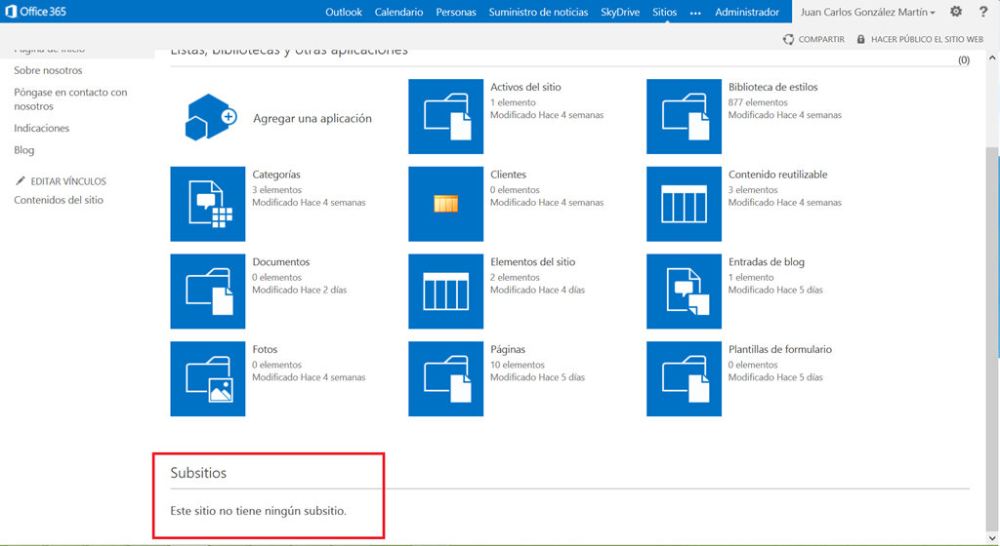 Office 365
Outlook Calendario Personas Suministro de noticias SkyDrive Sitios ••• Administrador Juan Carlos González Martín ?
COMPARTIR HACER PÚBLICO EL SITIO WEB
Página de inicio
Sobre nosotros
Póngase en contacto con
nosotros
Indicaciones
Blog
EDITAR VÍNCULOS
Contenidos del sitio
Listas, bibliotecas y otras aplicaciones
(0)
Agregar una aplicación
Activos del sitio
1 elemento
Modificado Hace 4 semanas
Biblioteca de estilos
877 elementos
Modificado Hace 4 semanas
Categorías
3 elementos
Modificado Hace 4 semanas
Clientes
0 elementos
Modificado Hace 4 semanas
Contenido reutilizable
3 elementos
Modificado Hace 4 semanas
Documentos
0 elementos
Modificado Hace 2 días
Elementos del sitio
2 elementos
Modificado Hace 4 días
Entradas de blog
1 elemento
Modificado Hace 5 días
Fotos
0 elementos
Modificado Hace 4 semanas
Páginas
10 elementos
Modificado Hace 5 días
Plantillas de formulario
0 elementos
Modificado Hace 5 días
Subsitios
Este sitio no tiene ningún subsitio.